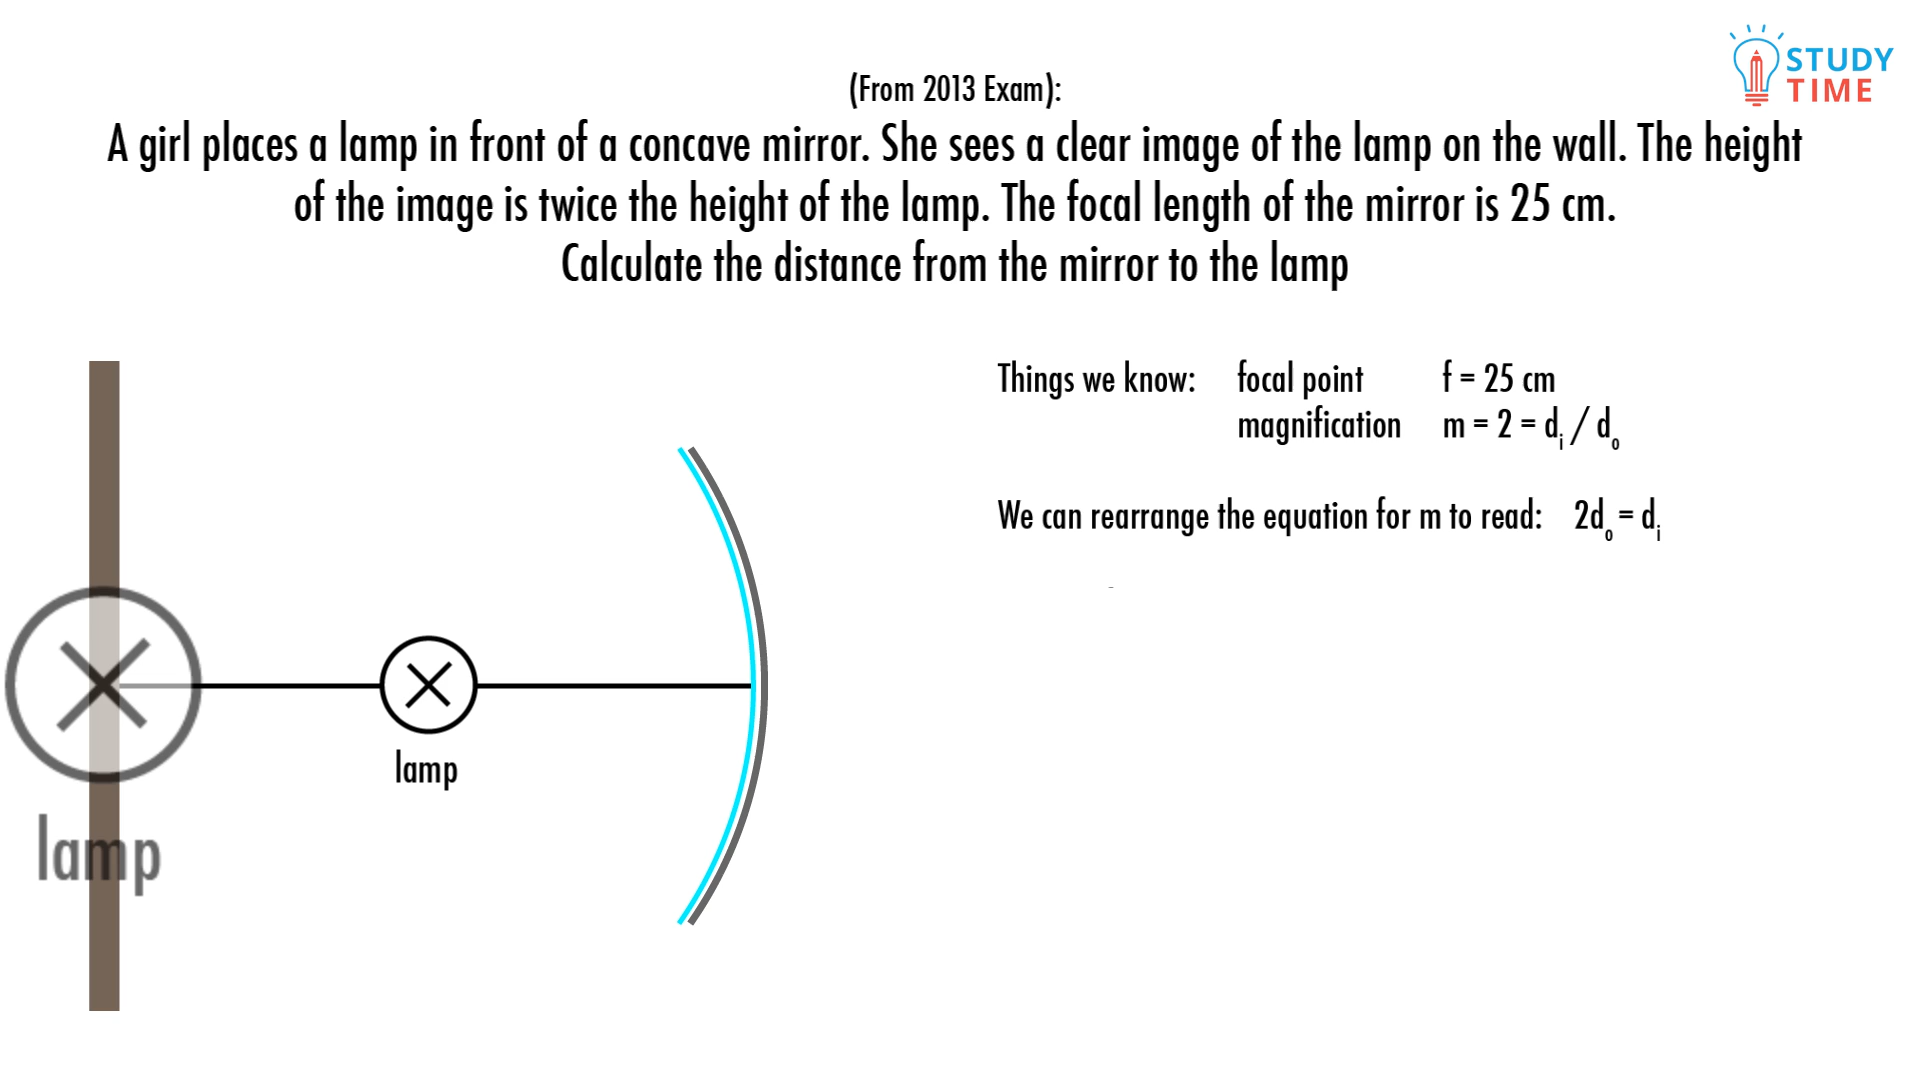 STUDY
TIME
(From 2013 Exam):
A girl places a lamp in front of a concave mirror. She sees a clear image of the lamp on the wall. The height
of the image is twice the height of the lamp. The focal length of the mirror is 25 cm.
Calculate the distance from the mirror to the lamp
Things we know: focal point f = 25 cm
magnification m = 2 = dᵢ / dₒ
We can rearrange the equation for m to read: 2dₒ = dᵢ
lamp
lamp